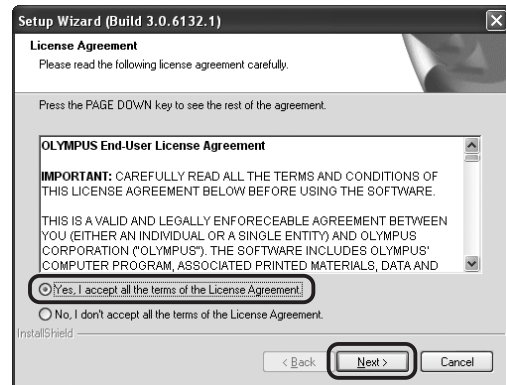 Setup Wizard (Build 3.0.6132.1)
License Agreement
Please read the following license agreement carefully.
Press the PAGE DOWN key to see the rest of the agreement.
OLYMPUS End-User License Agreement
IMPORTANT: CAREFULLY READ ALL THE TERMS AND CONDITIONS OF
THIS LICENSE AGREEMENT BELOW BEFORE USING THE SOFTWARE.
THIS IS A VALID AND LEGALLY ENFORECEABLE AGREEMENT BETWEEN
YOU (EITHER AN INDIVIDUAL OR A SINGLE ENTITY) AND OLYMPUS
CORPORATION ("OLYMPUS"). THE SOFTWARE INCLUDES OLYMPUS'
COMPUTER PROGRAM, ASSOCIATED PRINTED MATERIALS, DATA AND
Yes, I accept all the terms of the License Agreement.
No, I don't accept all the terms of the License Agreement.
InstallShield
< Back Next > Cancel